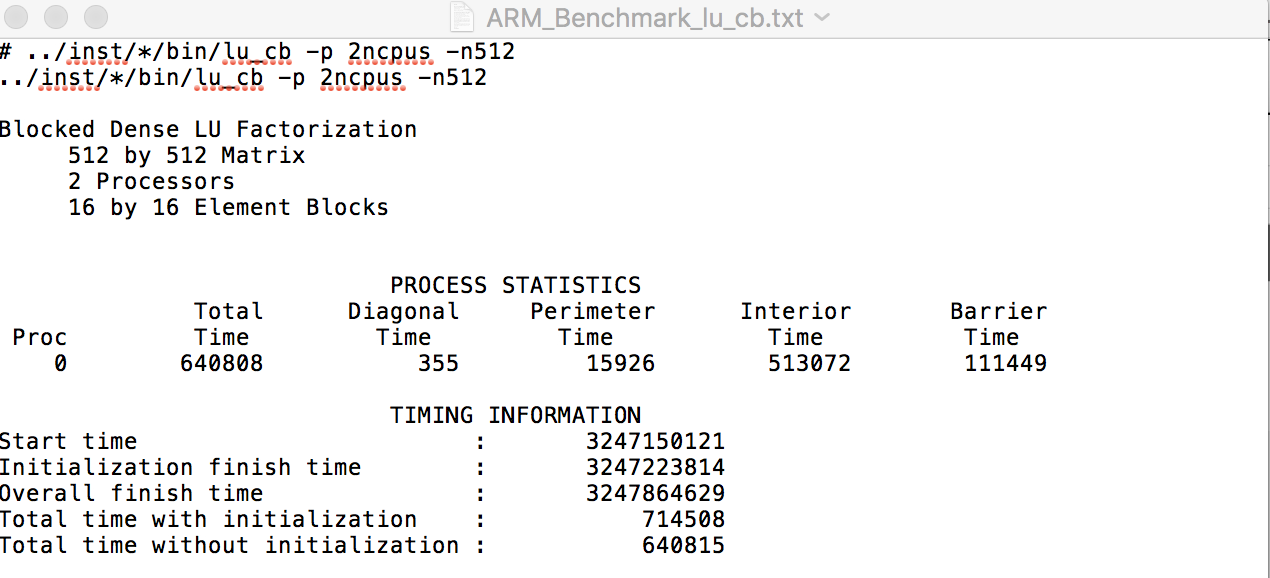 ARM_Benchmark_lu_cb.txt
# ../inst/*/bin/lu_cb -p 2ncpus -n512
../inst/*/bin/lu_cb -p 2ncpus -n512
Blocked Dense LU Factorization
512 by 512 Matrix
2 Processors
16 by 16 Element Blocks
PROCESS STATISTICS
Total Diagonal Perimeter Interior Barrier
Proc Time Time Time Time Time
0 640808 355 15926 513072 111449
TIMING INFORMATION
Start time : 3247150121
Initialization finish time : 3247223814
Overall finish time : 3247864629
Total time with initialization : 714508
Total time without initialization : 640815